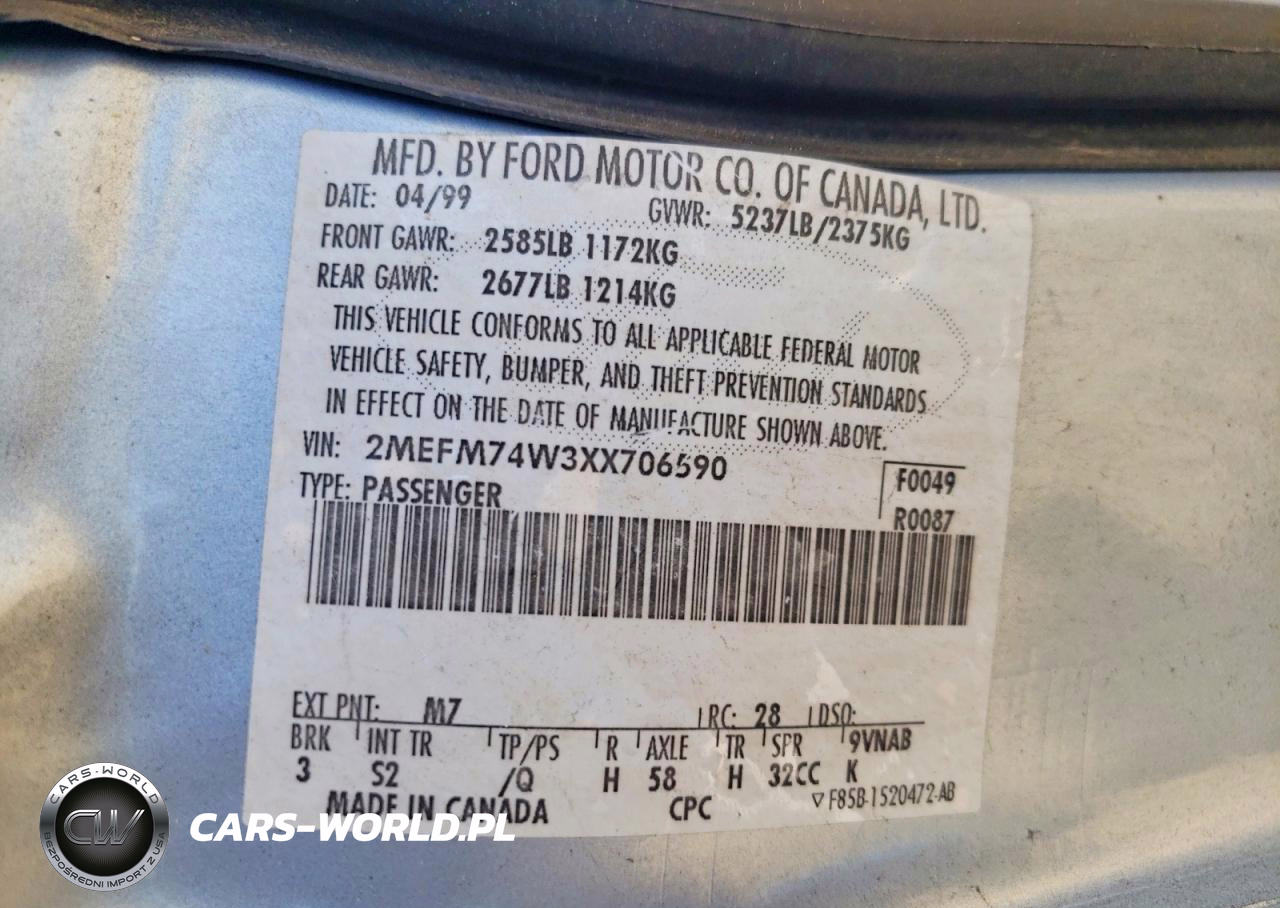 MFD. BY FORD MOTOR CO. OF CANADA, LTD.
DATE: 04/99 GVWR: 5237LB/2375KG
FRONT GAWR: 2585LB 1172KG
REAR GAWR: 2677LB 1214KG
THIS VEHICLE CONFORMS TO ALL APPLICABLE FEDERAL MOTOR
VEHICLE SAFETY, BUMPER, AND THEFT PREVENTION STANDARDS
IN EFFECT ON THE DATE OF MANUFACTURE SHOWN ABOVE.
VIN: 2MEFM74W3XX706590
F0049
TYPE: PASSENGER
R0087
EXT PNT: M7 RC: 28 DSO:
BRK INT TR TP/PS R AXLE TR SPR 9VNAB
3 S2 /Q H 58 H 32CC K
MADE IN CANADA CPC ▽F85B-1520472-AB
CARS-WORLD
CW
BEZPOŚREDNI IMPORT Z USA
CARS-WORLD.PL